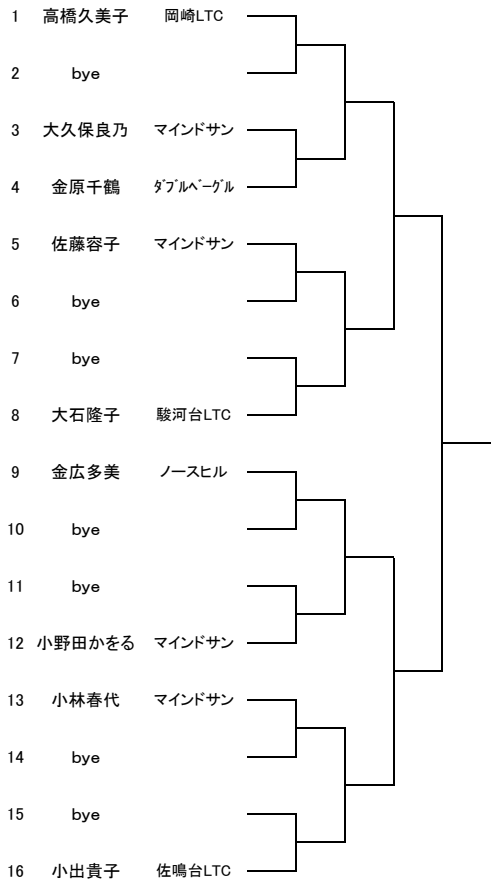 1 高橋久美子 岡崎LTC
2 bye
3 大久保良乃 マインドサン
4 金原千鶴 ﾀﾞﾌﾞﾙﾍﾞｰｸﾞﾙ
5 佐藤容子 マインドサン
6 bye
7 bye
8 大石隆子 駿河台LTC
9 金広多美 ノースヒル
10 bye
11 bye
12 小野田かをる マインドサン
13 小林春代 マインドサン
14 bye
15 bye
16 小出貴子 佐鳴台LTC